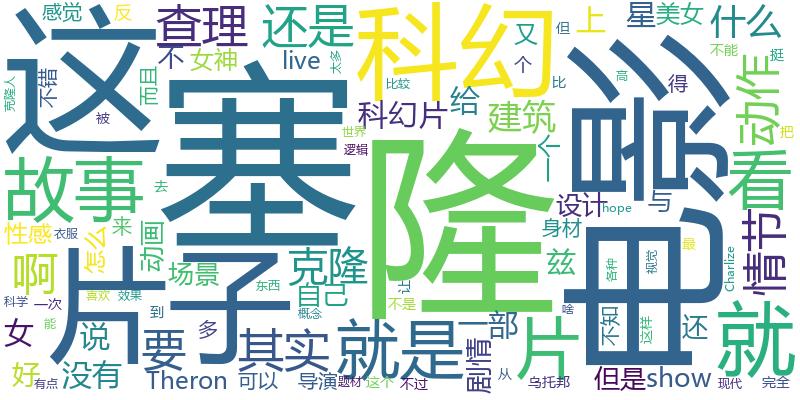 感觉
反
查理
还是
科幻
上
星
美女
什么
这
不错
而且
不
女神
live
太多
又
但
不能
挺
克隆人
被
塞
比较
个
比
高
得
动作
科幻片
给
建筑
把
世界
逻辑
隆
个
电影
看
故事
去
设计
与
hope
来
身材
性感
衣服
怎么
动画
最
情节
啊
片子
场景
克隆
兹
各种
视觉
Charlize
东西
让
自己
不是
科学
一次
喜欢
效果
概念
不知
这样
啥
就
女
说
到
多
要
其实
就是
一部
片
还
能
好
有点
没有
Theron
可以
导演
题材
这个
不过
剧情
从
乌托邦
但是
show
现代
完全